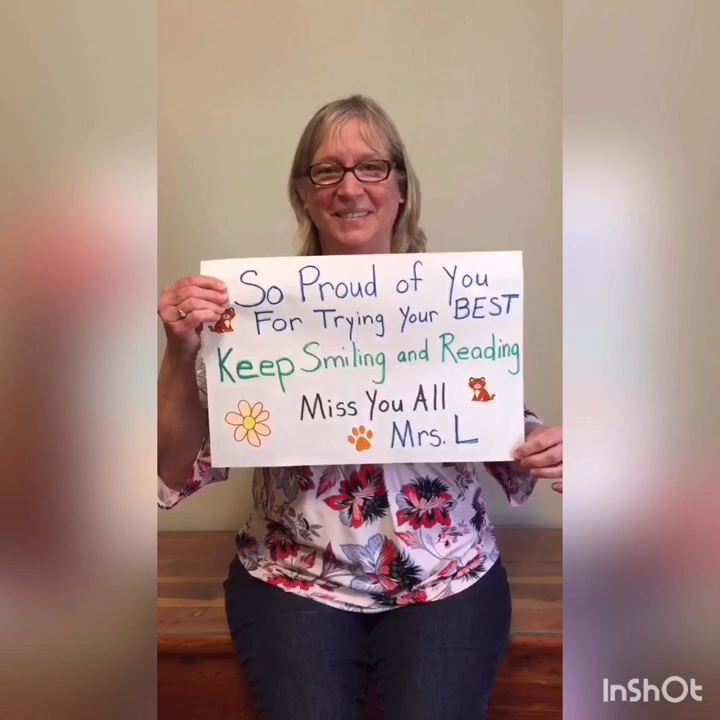 So Proud of You
For Trying Your BEST
Keep Smiling and Reading
Miss You All
Mrs. L
InShOt